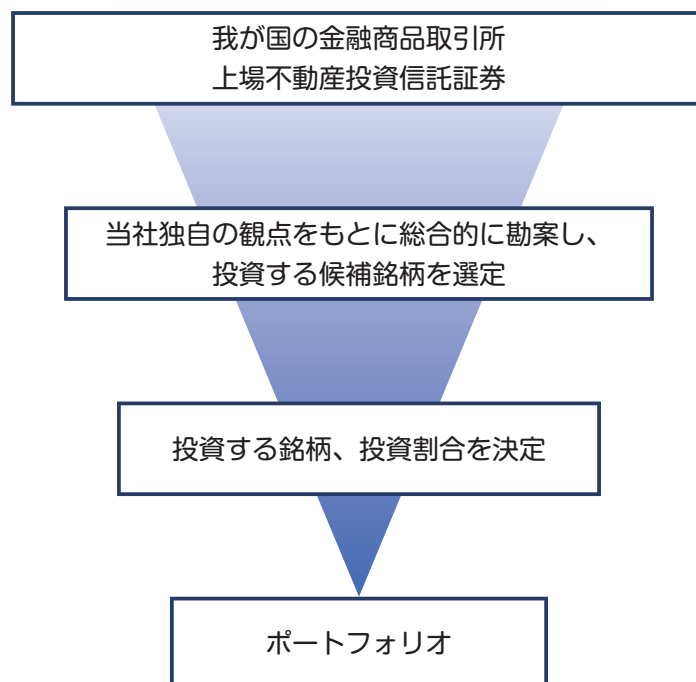 我が国の金融商品取引所
上場不動産投資信託証券
当社独自の観点をもとに総合的に勘案し、
投資する候補銘柄を選定
投資する銘柄、投資割合を決定
ポートフォリオ